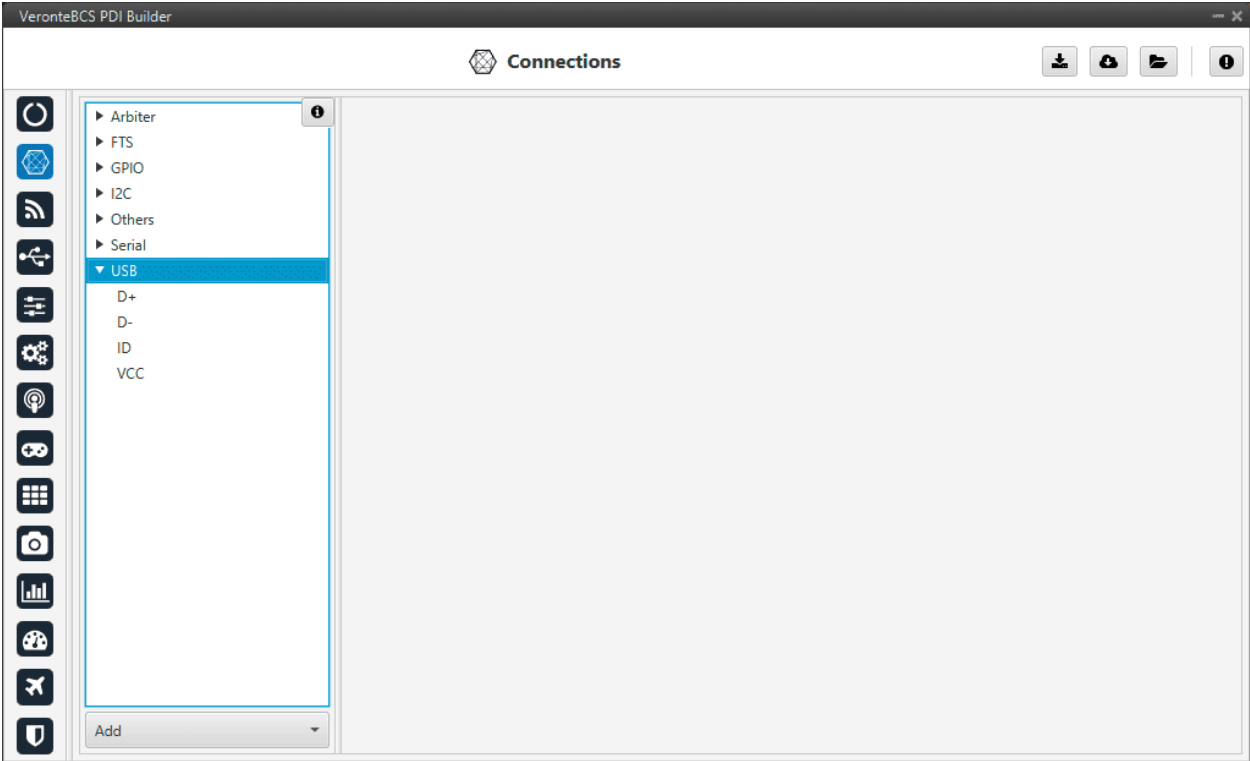 VeronteBCS PDI Builder
Connections
Arbiter
FTS
GPIO
I2C
Others
Serial
USB
D+
D-
ID
VCC
Add